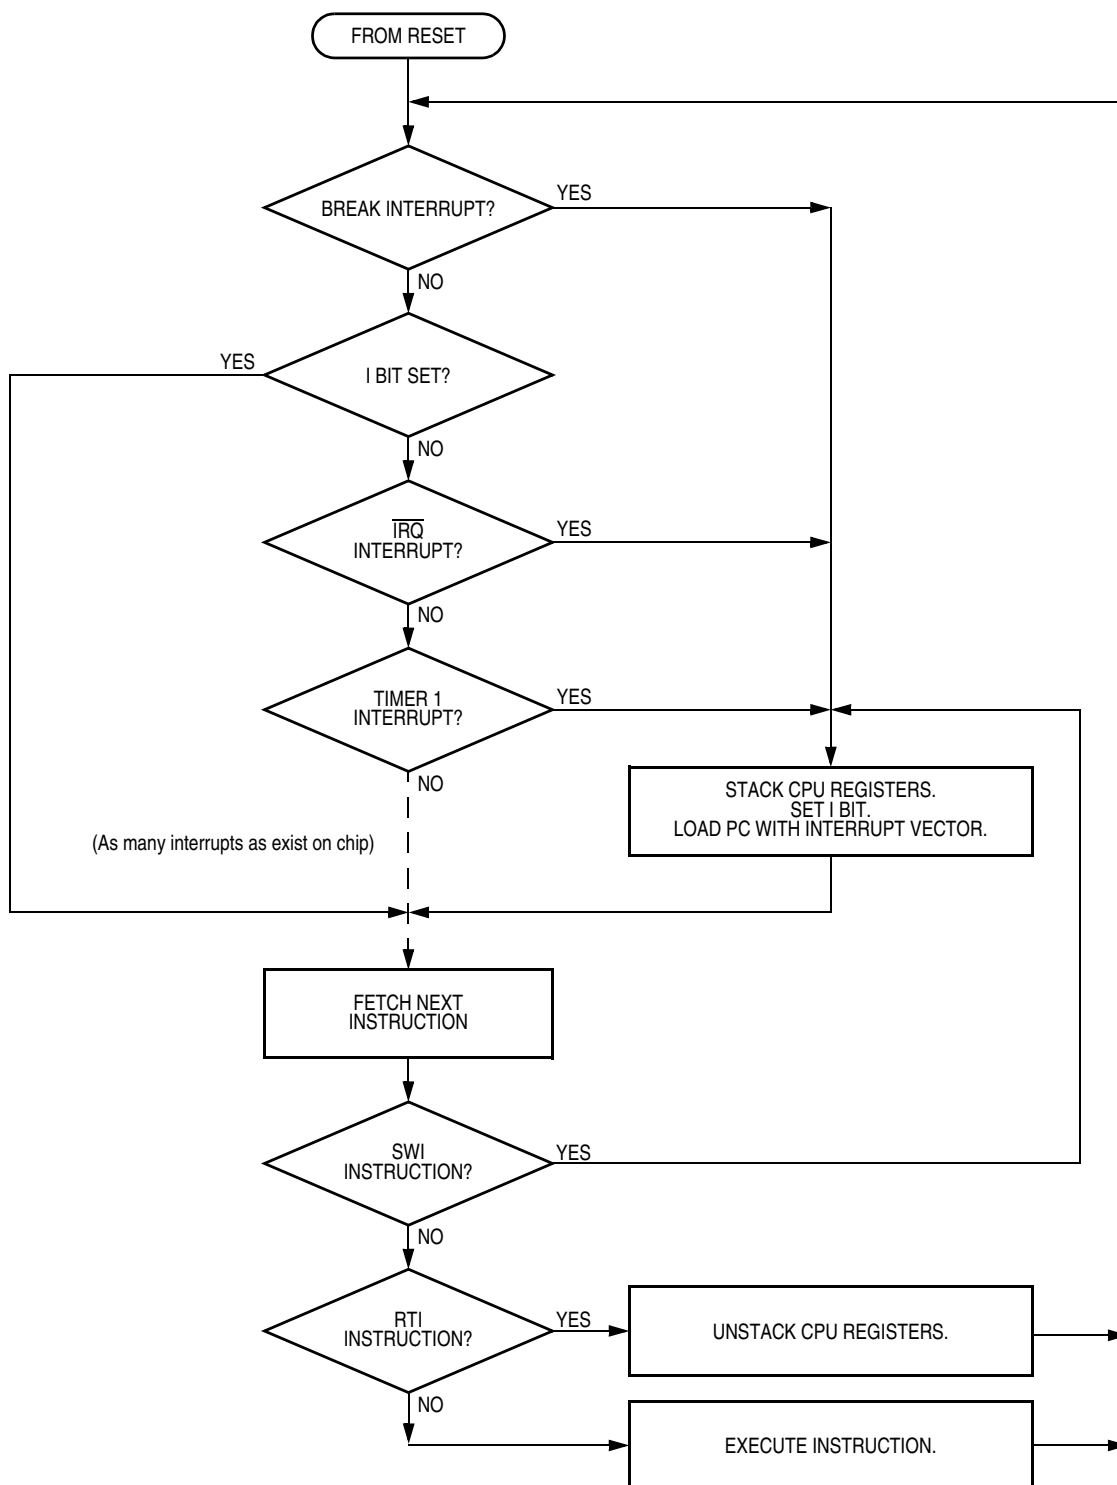 FROM RESET
BREAK INTERRUPT?
YES
NO
YES
I BIT SET?
NO
IRQ
INTERRUPT?
YES
NO
TIMER 1
INTERRUPT?
YES
NO
STACK CPU REGISTERS.
SET I BIT.
LOAD PC WITH INTERRUPT VECTOR.
(As many interrupts as exist on chip)
FETCH NEXT
INSTRUCTION
SWI
INSTRUCTION?
YES
NO
RTI
INSTRUCTION?
YES
UNSTACK CPU REGISTERS.
NO
EXECUTE INSTRUCTION.